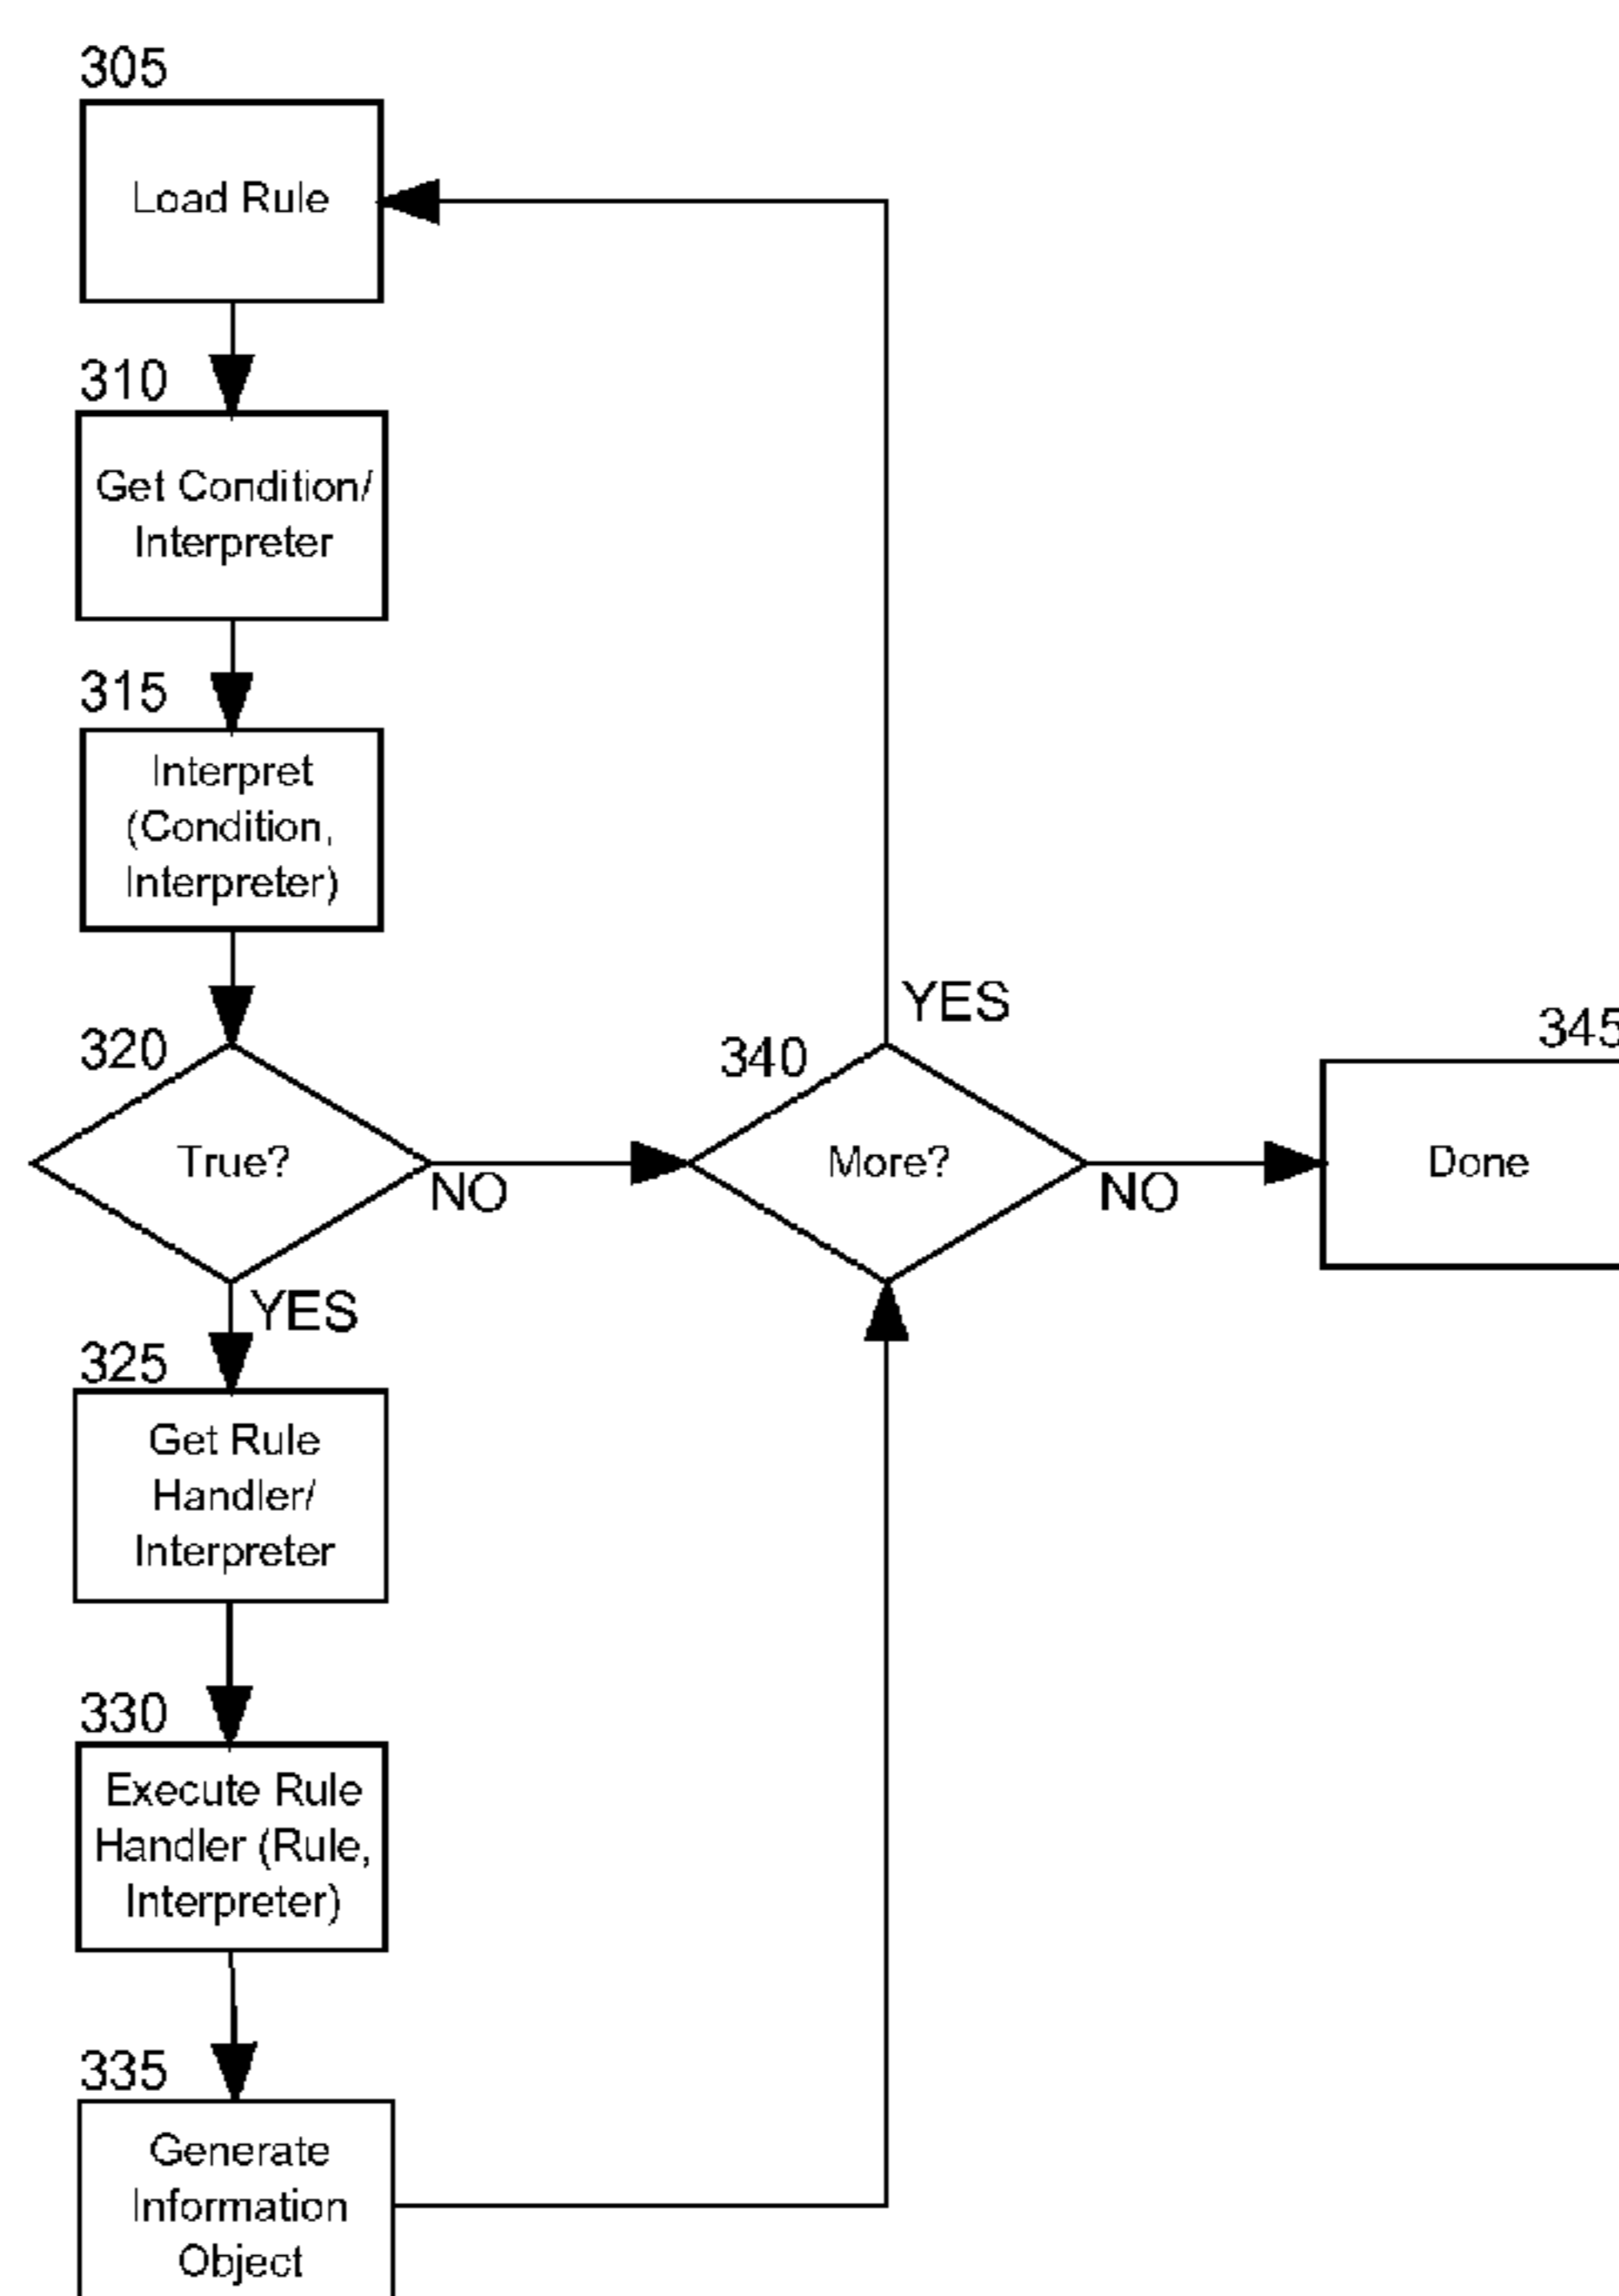 305
Load Rule
310
Get Condition/
Interpreter
315
Interpret
(Condition,
Interpreter)
320
True?
NO
YES
340
More?
YES
NO
345
Done
325
Get Rule
Handler/
Interpreter
330
Execute Rule
Handler (Rule,
Interpreter)
335
Generate
Information
Object